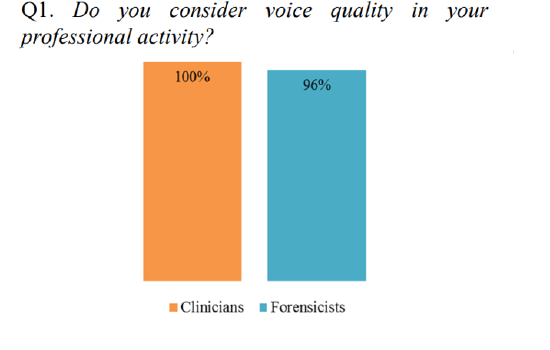 Q1. Do you consider voice quality in your
professional activity?
100%
96%
Clinicians Forensicists